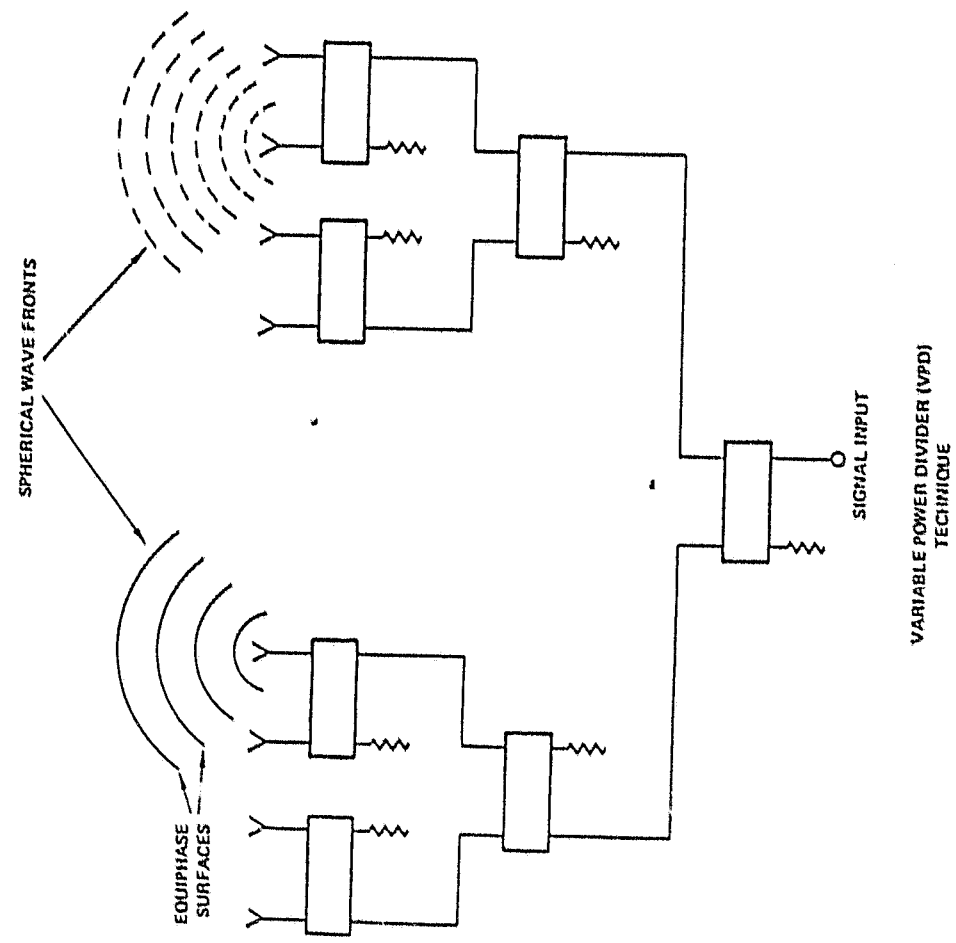 SPHERICAL WAVE FRONTS
EQUIPHASE
SURFACES
SIGNAL INPUT
VARIABLE POWER DIVIDER (VPD)
TECHNIQUE